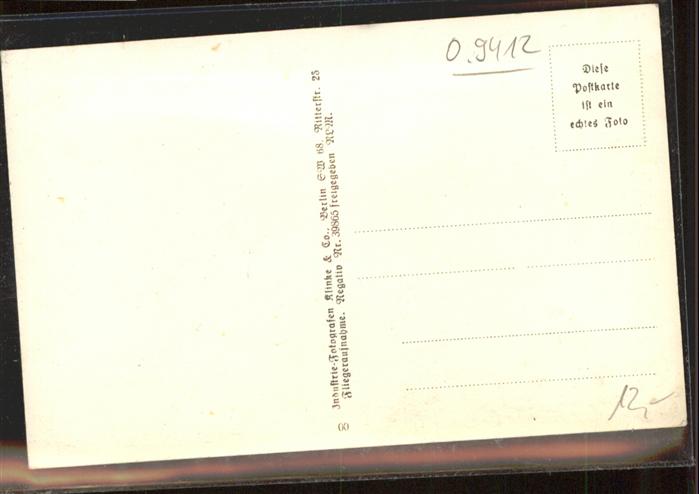 O.9412
Diese
Postkarte
ist ein
echtes Foto
Industrie-Fotografen Klinke & Co., Berlin SW 68, Ritterstr. 25
Fliegeraufnahme. Negativ Nr. 39865 freigegeben RLM.
60
12,-